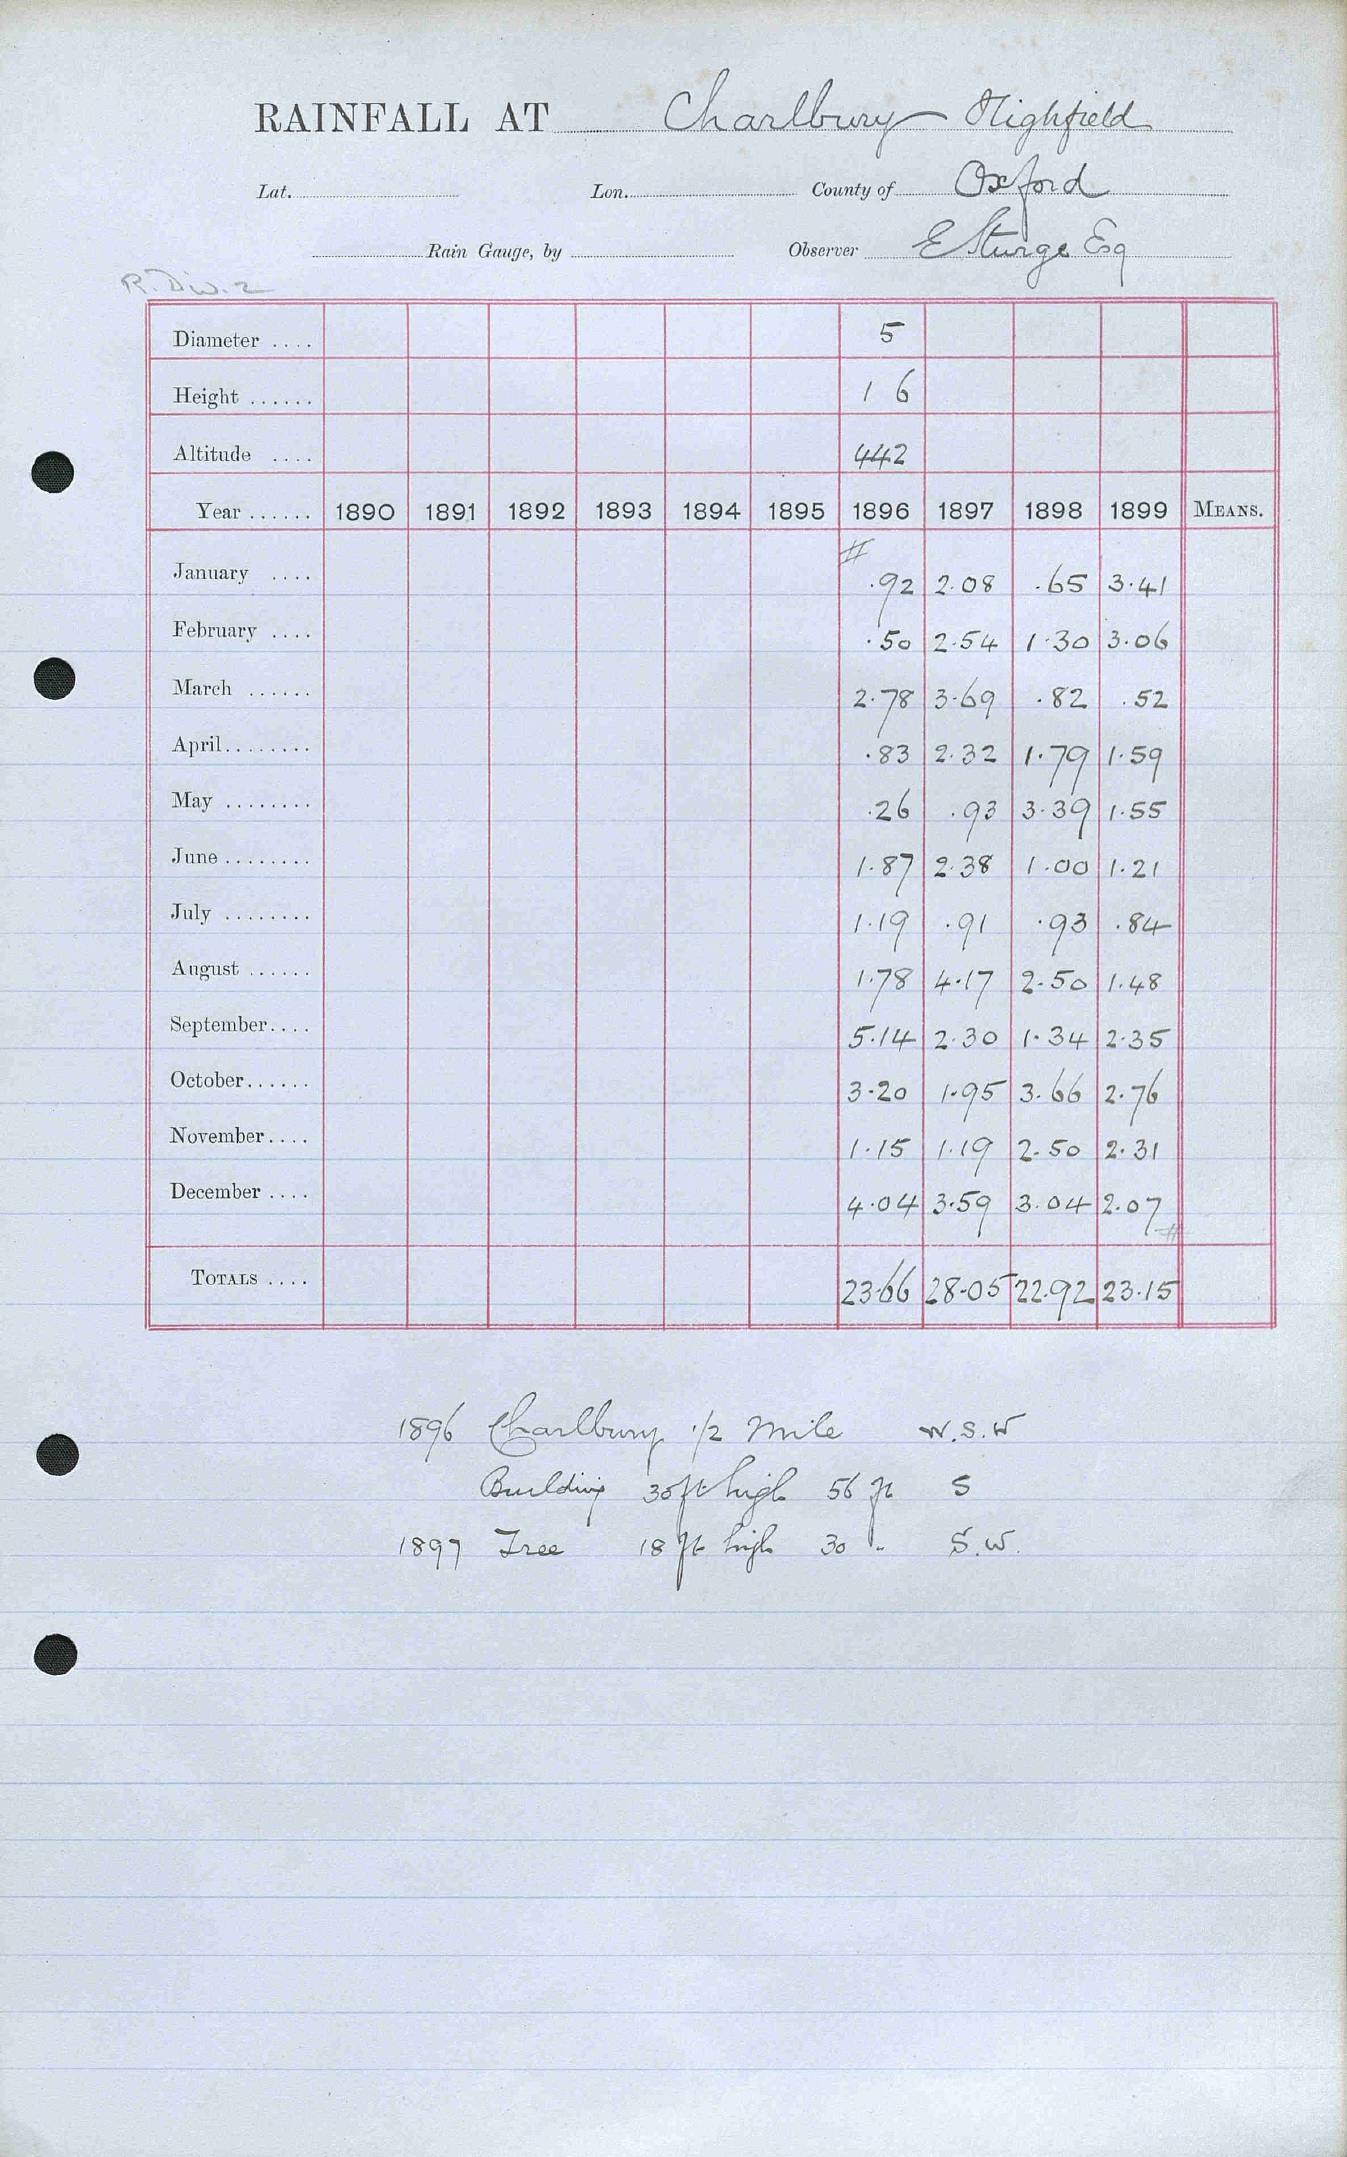 RAINFALL AT Charlbury Highfield
Lat. Lon. County of Oxford
Rain Gauge, by Observer E Sturge Esq
R. Div. 2
Diameter .... 5
Height ...... 1 6
Altitude .... 442
Year ...... 1890 1891 1892 1893 1894 1895 1896 1897 1898 1899 MEANS.
#
January .... .92 2.08 .65 3.41
February .... .50 2.54 1.30 3.06
March ...... 2.78 3.69 .82 .52
April........ .83 2.32 1.79 1.59
May ........ .26 .93 3.39 1.55
June ........ 1.87 2.38 1.00 1.21
July ........ 1.19 .91 .93 .84
August ...... 1.78 4.17 2.50 1.48
September.... 5.14 2.30 1.34 2.35
October...... 3.20 1.95 3.66 2.76
November.... 1.15 1.19 2.50 2.31
December .... 4.04 3.59 3.04 2.07
#
TOTALS .... 23.66 28.05 22.92 23.15
1896 Charlbury 1/2 Mile W.S.W
Building 30 ft high 56 ft S
1897 Tree 18 ft high 30 " S.W.